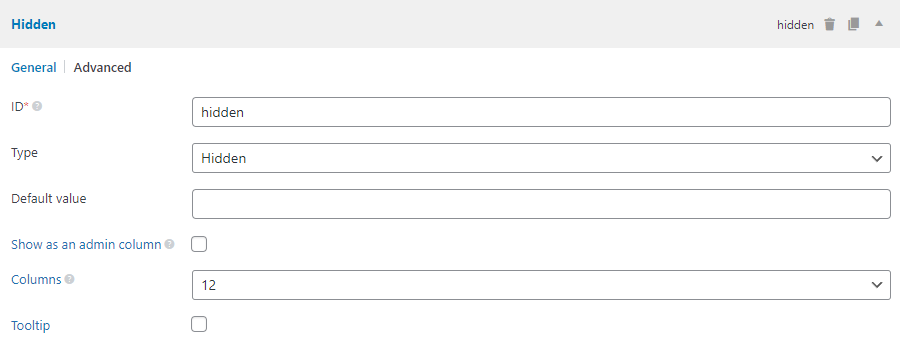 Hidden hidden
General Advanced
ID* hidden
Type Hidden
Default value
Show as an admin column
Columns 12
Tooltip